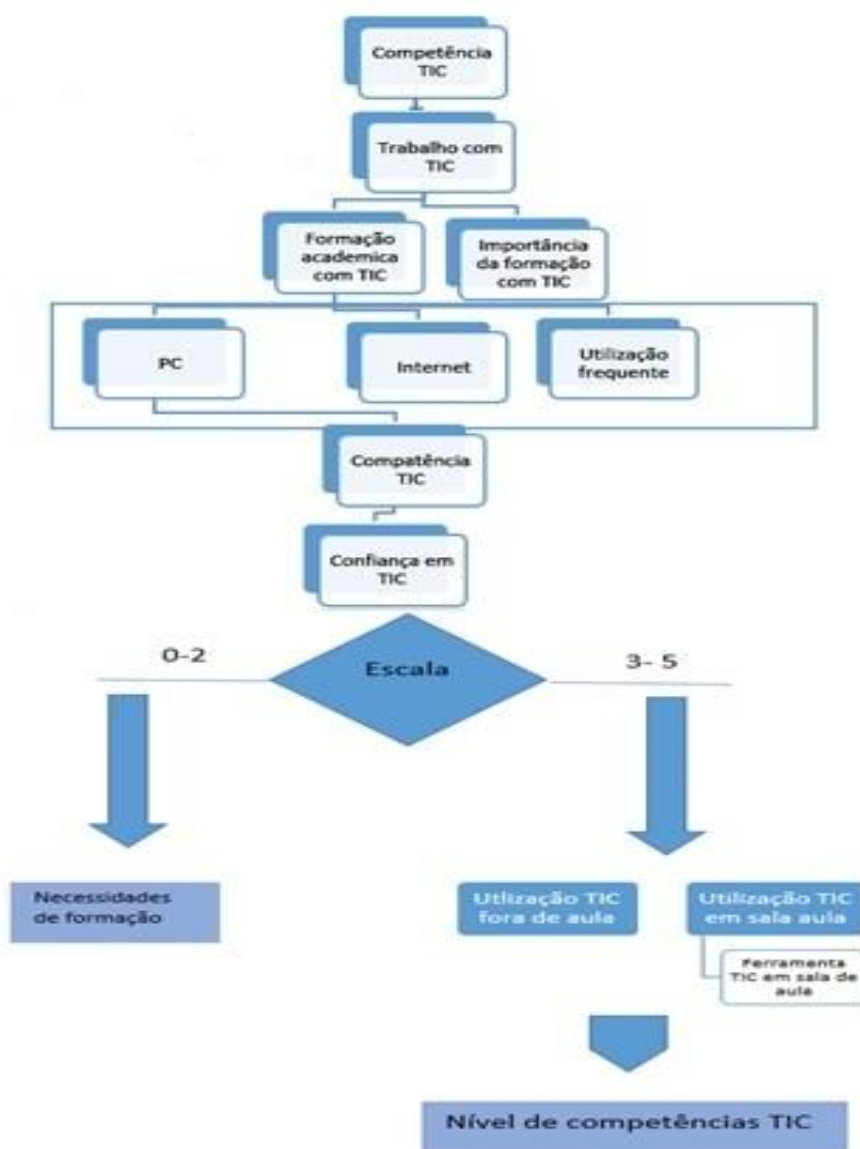 Competência
TIC
Trabalho com
TIC
Formação
academica
com TIC
Importância
da formação
com TIC
PC
Internet
Utilização
frequente
Compatência
TIC
Confiança em
TIC
Escala
0-2
3- 5
Necessidades
de formação
Utlização TIC
fora de aula
Utilização TIC
em sala aula
Ferramenta
TIC em sala de
aula
Nível de competências TIC